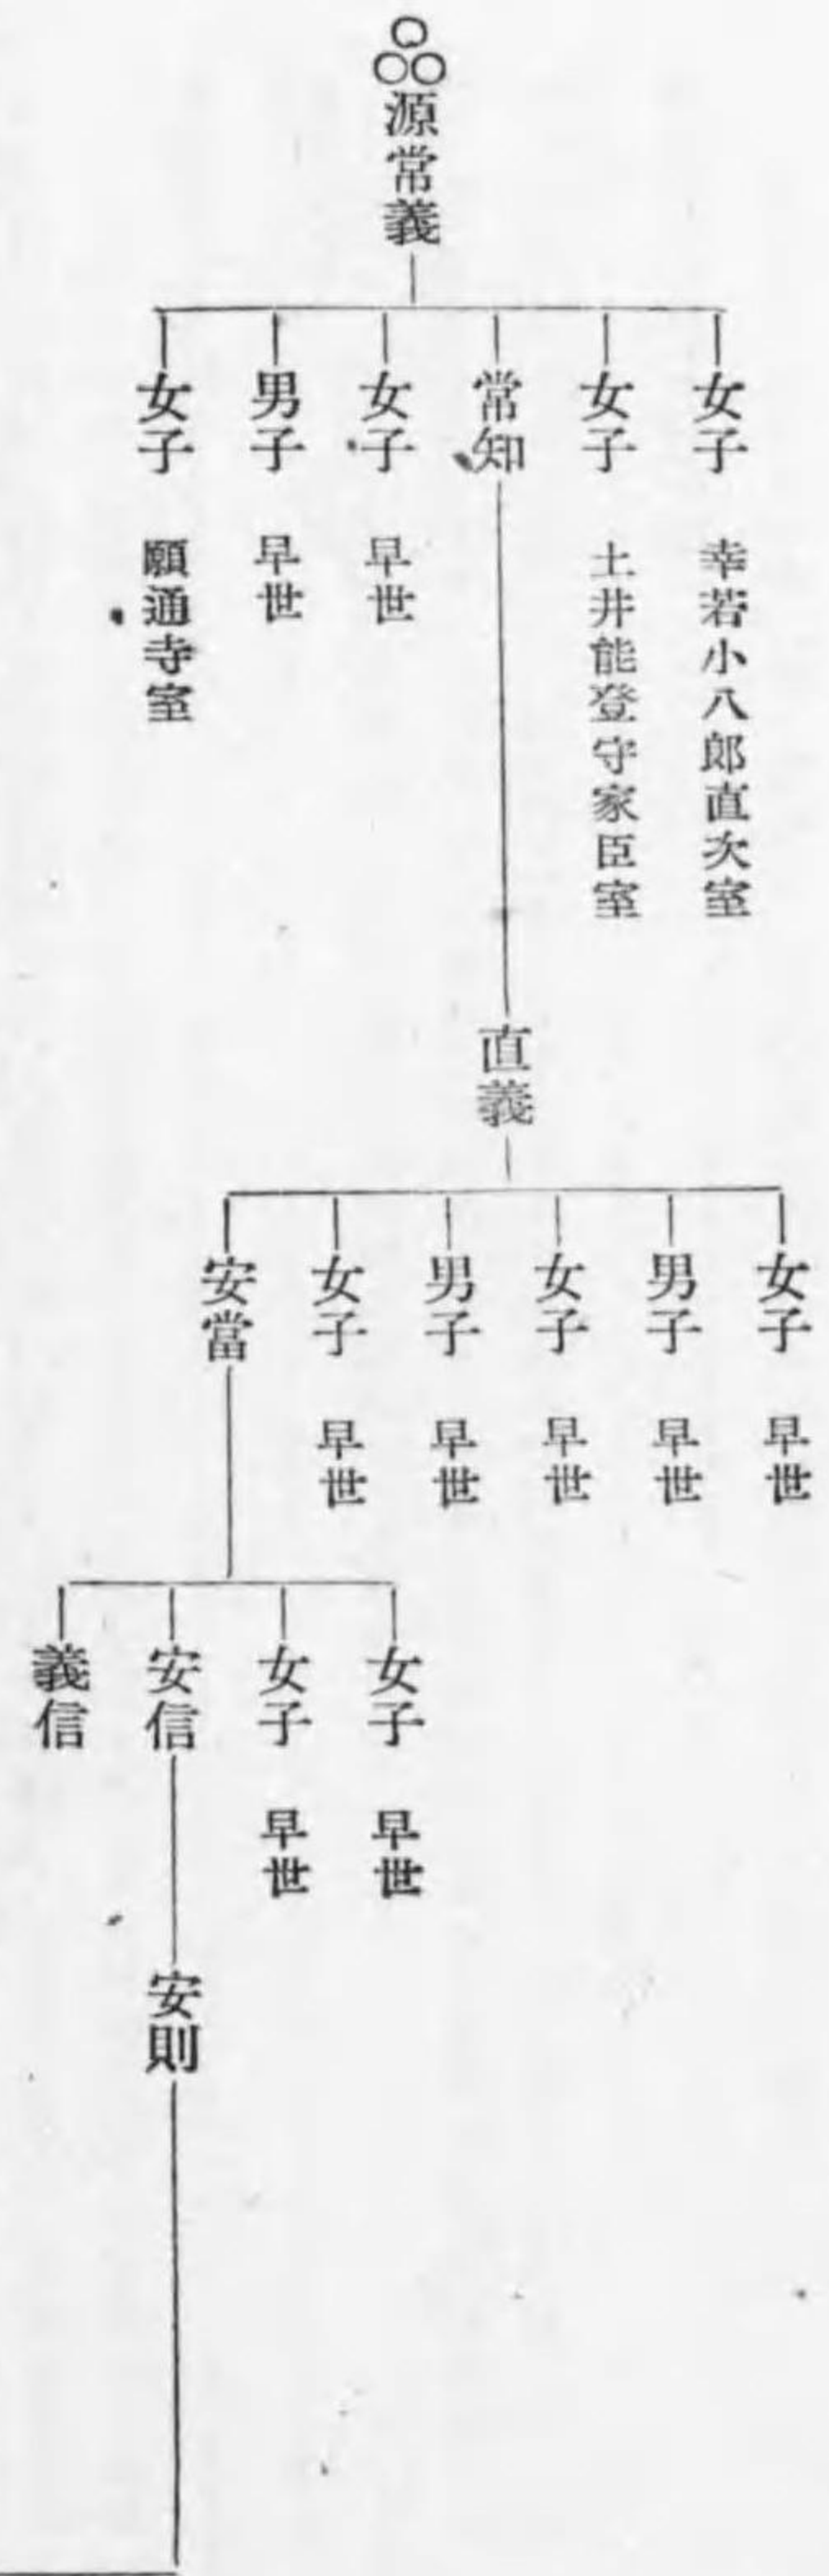 源常義
女子 幸若小八郎直次室
女子 土井能登守家臣室
常知
女子 早世
男子 早世
女子 願通寺室
直義
女子 早世
男子 早世
女子 早世
男子 早世
女子 早世
安當
女子 早世
女子 早世
安信
義信
安則